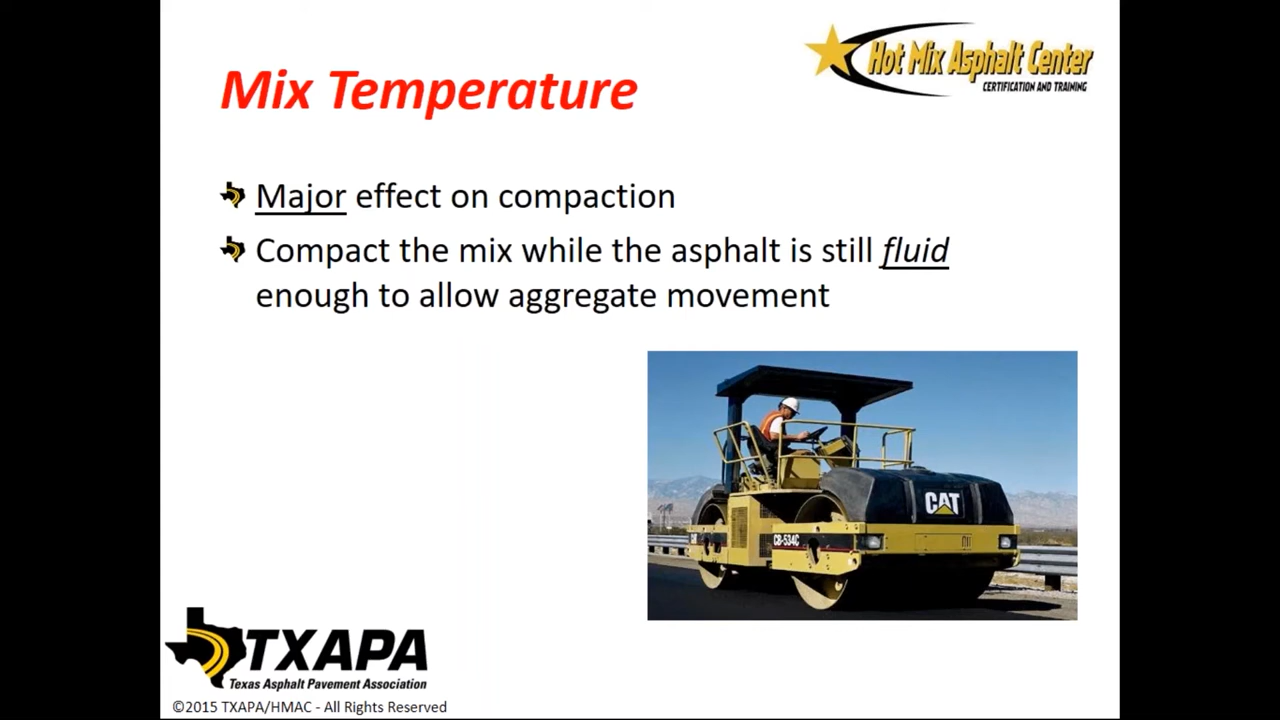 Mix Temperature
Hot Mix Asphalt Center
CERTIFICATION AND TRAINING
Major effect on compaction
Compact the mix while the asphalt is still fluid
enough to allow aggregate movement
CAT
CB-534C
TXAPA
Texas Asphalt Pavement Association
©2015 TXAPA/HMAC - All Rights Reserved